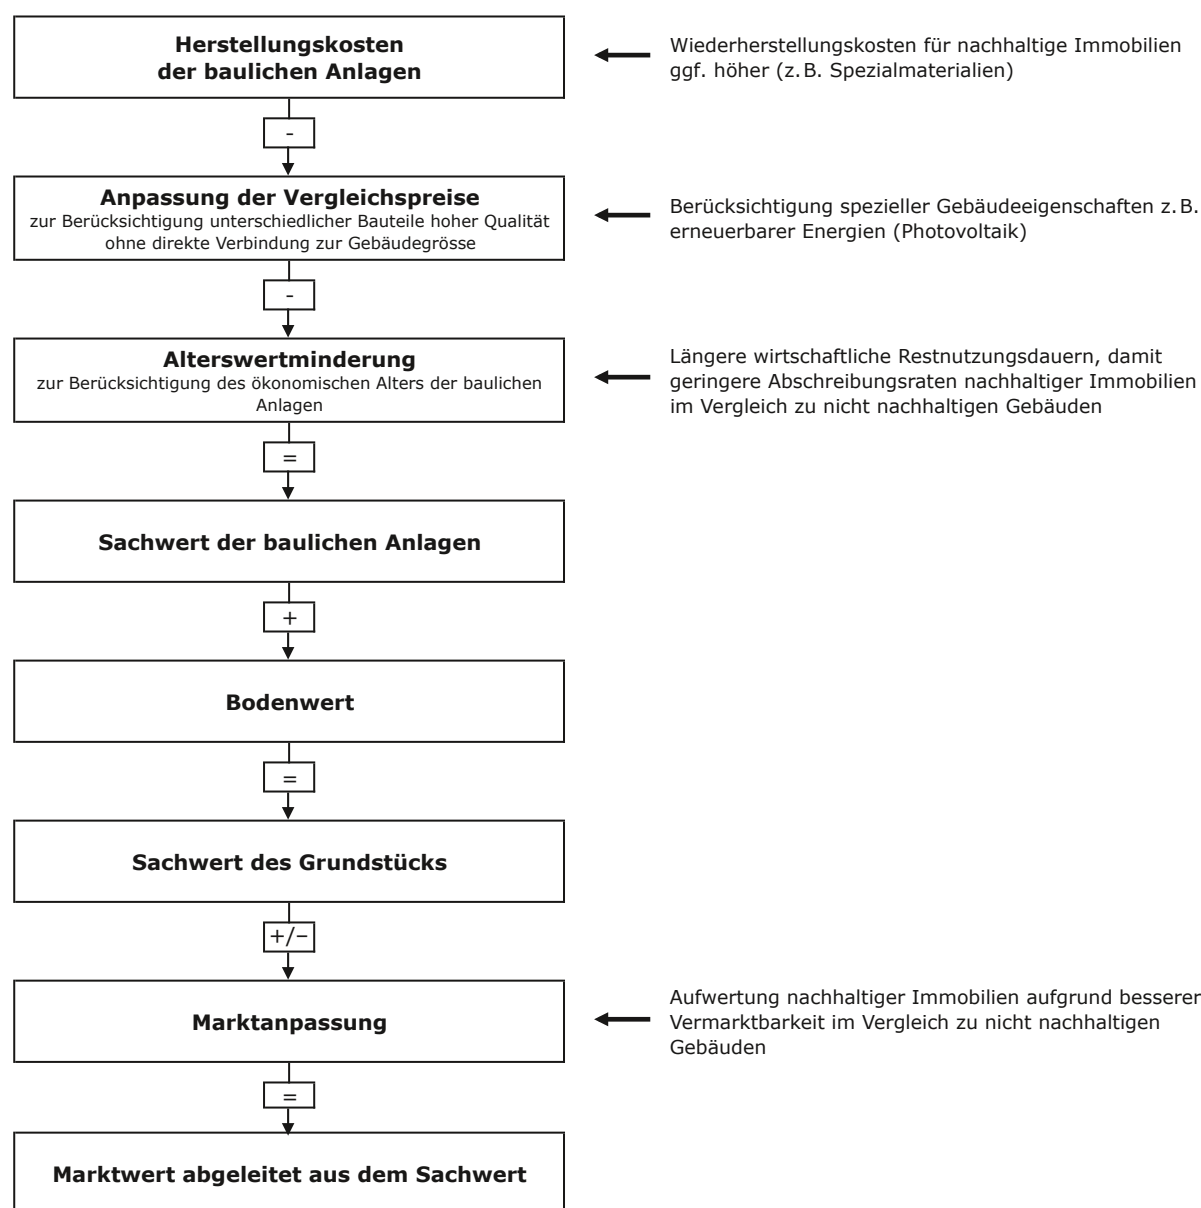 Herstellungskosten
der baulichen Anlagen
Wiederherstellungskosten für nachhaltige Immobilien
ggf. höher (z.B. Spezialmaterialien)
-
Anpassung der Vergleichspreise
zur Berücksichtigung unterschiedlicher Bauteile hoher Qualität
ohne direkte Verbindung zur Gebäudegrösse
Berücksichtigung spezieller Gebäudeeigenschaften z.B.
erneuerbarer Energien (Photovoltaik)
-
Alterswertminderung
zur Berücksichtigung des ökonomischen Alters der baulichen
Anlagen
Längere wirtschaftliche Restnutzungsdauern, damit
geringere Abschreibungsraten nachhaltiger Immobilien
im Vergleich zu nicht nachhaltigen Gebäuden
=
Sachwert der baulichen Anlagen
+
Bodenwert
=
Sachwert des Grundstücks
+/−
Marktanpassung
Aufwertung nachhaltiger Immobilien aufgrund besserer
Vermarktbarkeit im Vergleich zu nicht nachhaltigen
Gebäuden
=
Marktwert abgeleitet aus dem Sachwert